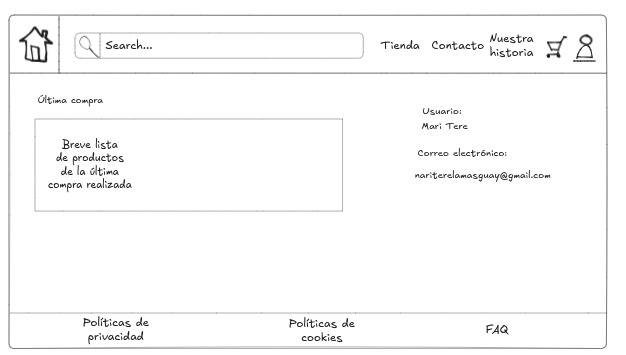 Search...
Tienda
Contacto
Nuestra
historia
Última compra
Breve lista
de productos
de la última
compra realizada
Usuario:
Mari Tere
Correo electrónico:
nariterelamasguay@gmail.com
Políticas de
privacidad
Políticas de
cookies
FAQ